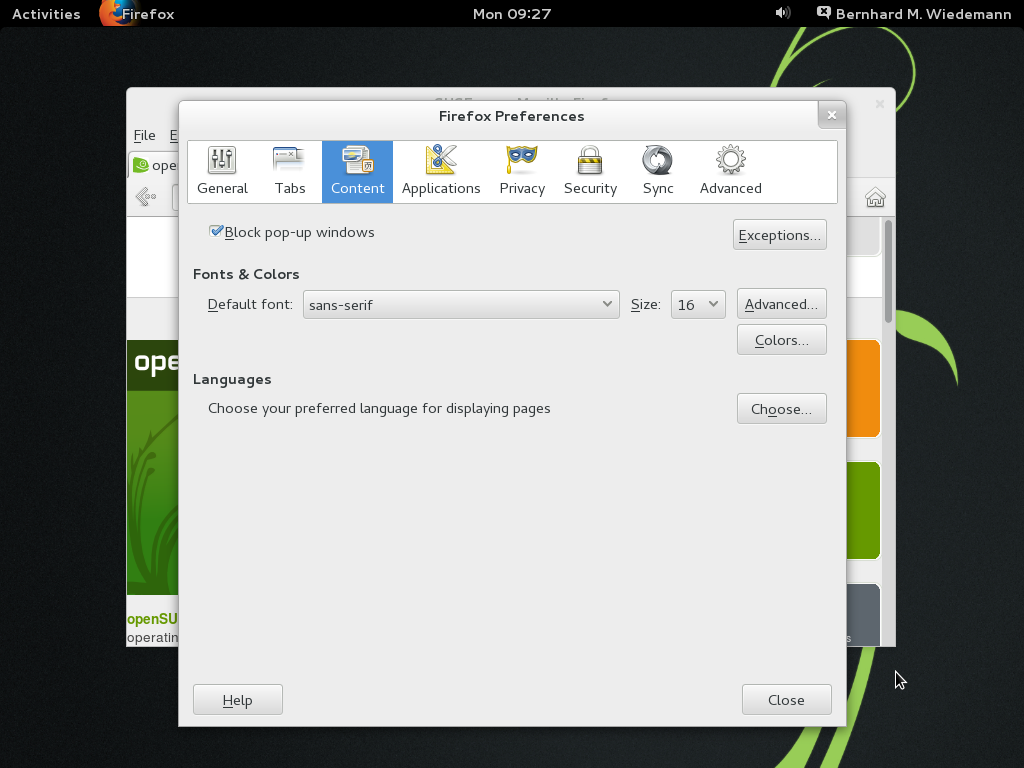 Activities Firefox Mon 09:27 Bernhard M. Wiedemann
Firefox Preferences
File
General Tabs Content Applications Privacy Security Sync Advanced
Block pop-up windows Exceptions...
Fonts & Colors
Default font: sans-serif Size: 16 Advanced...
Colors...
Languages
Choose your preferred language for displaying pages Choose...
openSU
operatin
Help Close